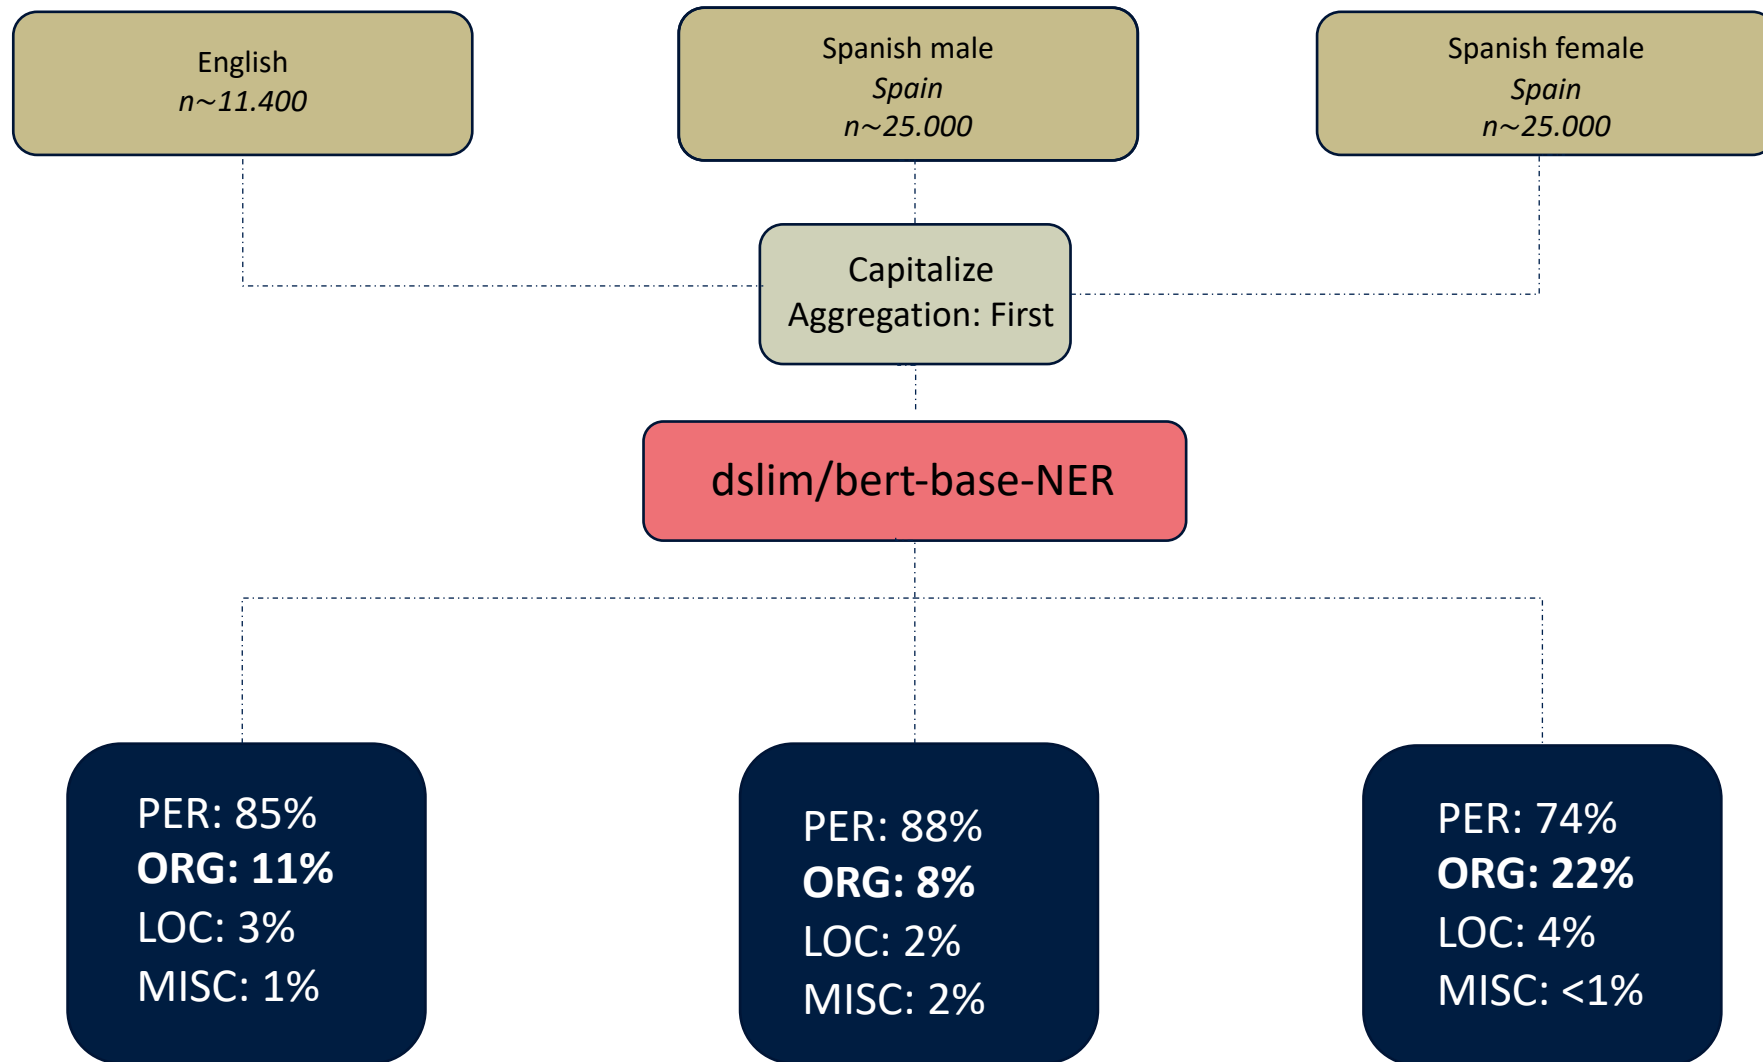 English
n~11.400
Spanish male
Spain
n~25.000
Spanish female
Spain
n~25.000
Capitalize
Aggregation: First
dslim/bert-base-NER
PER: 85%
ORG: 11%
LOC: 3%
MISC: 1%
PER: 88%
ORG: 8%
LOC: 2%
MISC: 2%
PER: 74%
ORG: 22%
LOC: 4%
MISC: <1%